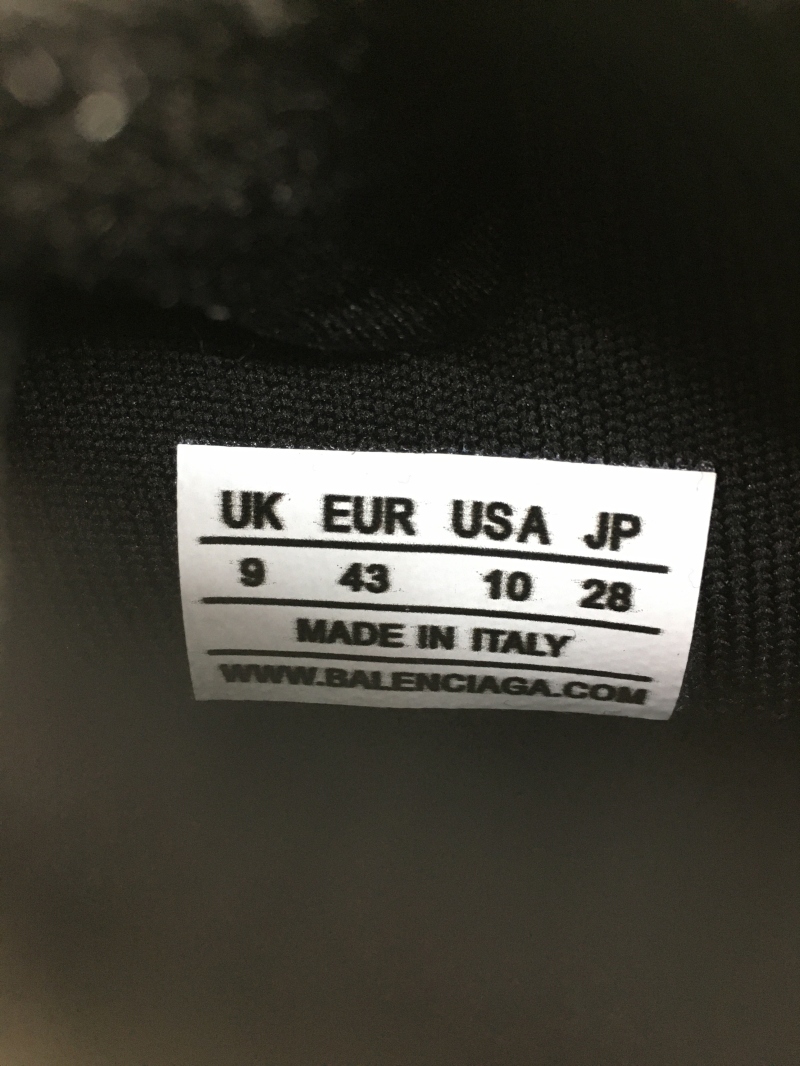 UK EUR USA JP
9 43 10 28
MADE IN ITALY
WWW.BALENCIAGA.COM